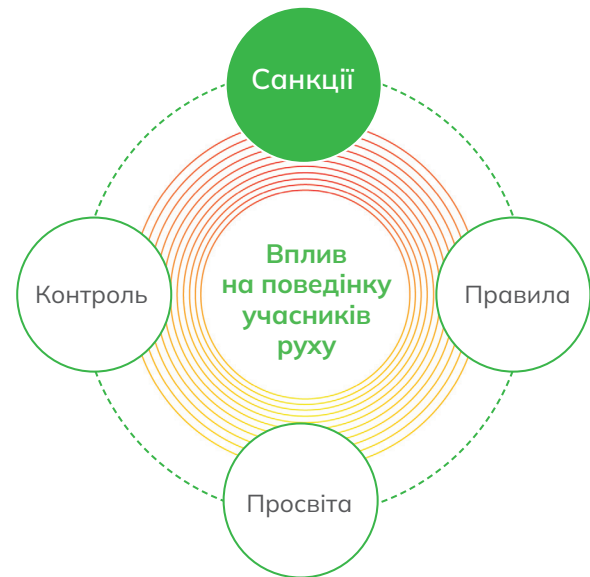 Санкції
Контроль
Вплив
на поведінку
учасників
руху
Правила
Просвіта